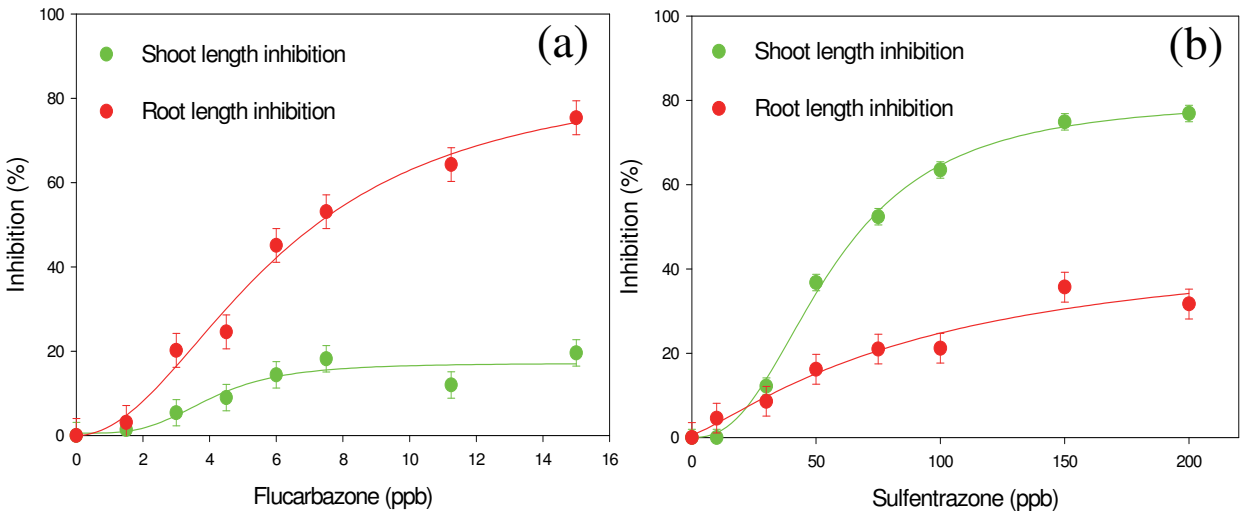 (a)
Shoot length inhibition
Root length inhibition
Inhibition (%)
100
80
60
40
20
0
0 2 4 6 8 10 12 14 16
Flucarbazone (ppb)
(b)
Shoot length inhibition
Root length inhibition
Inhibition (%)
100
80
60
40
20
0
0 50 100 150 200
Sulfentrazone (ppb)